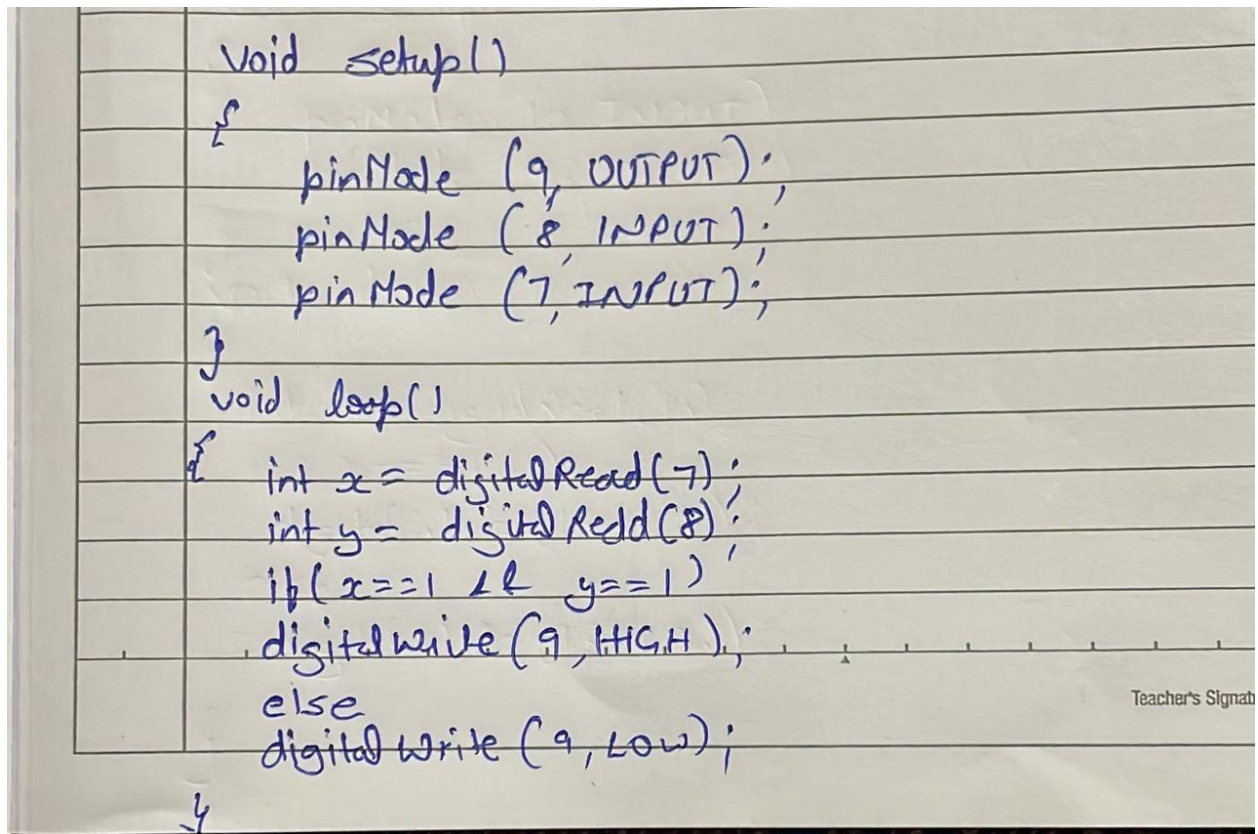 void setup()
{
pinMode (9, OUTPUT);
pinMode (8, INPUT);
pinMode (7, INPUT);
}
void loop()
{ int x = digitalRead(7);
int y = digitalRedd(8);
if(x==1 && y==1)
digitalwrite(9, HIGH);
else
Teacher's Signat
digitalwrite(9, LOW);
}